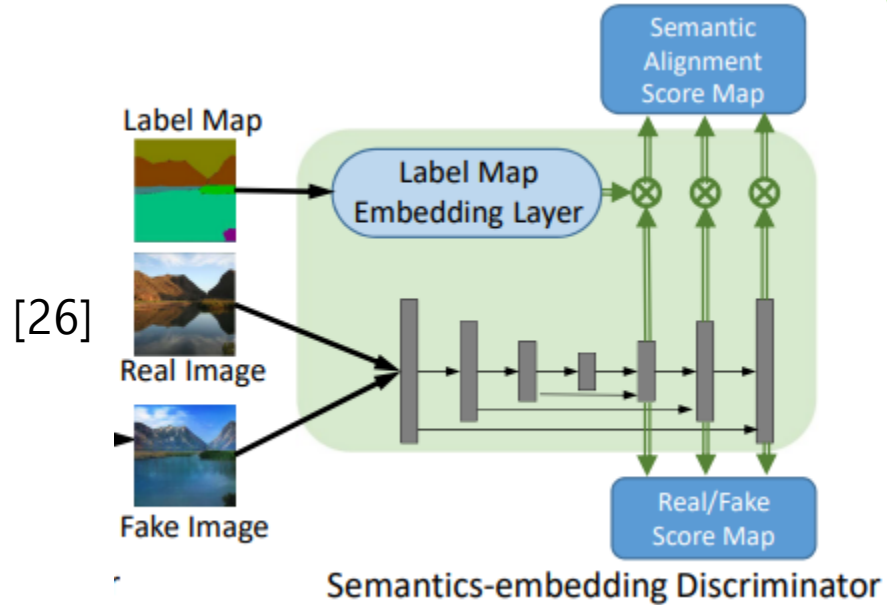 Semantic
Alignment
Score Map
Label Map
Label Map
Embedding Layer
[26]
Real Image
Fake Image
Real/Fake
Score Map
r
Semantics-embedding Discriminator